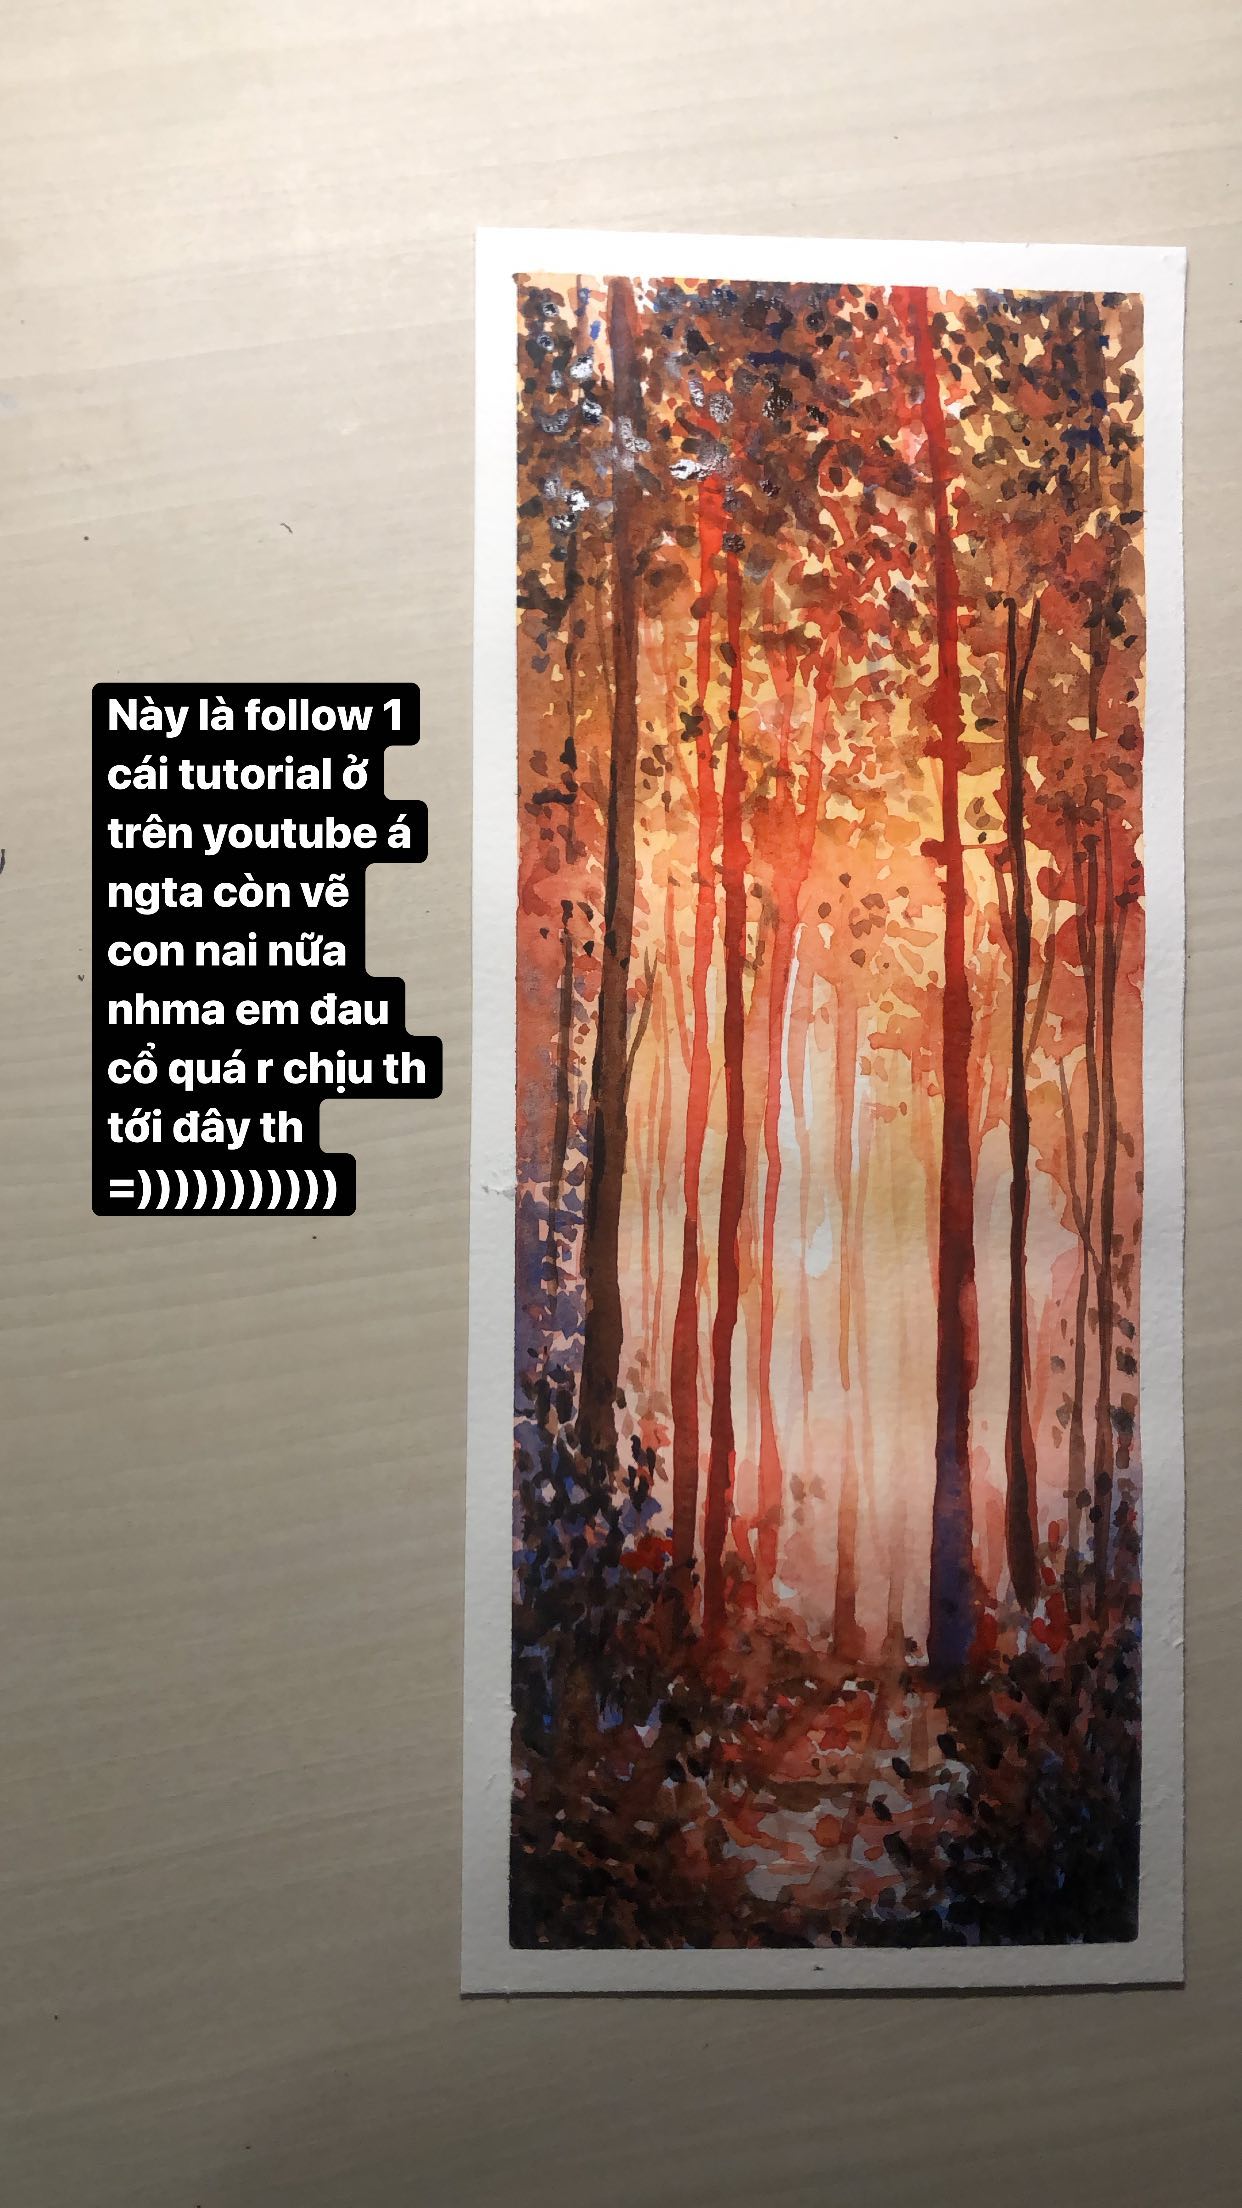 Này là follow 1
cái tutorial ở
trên youtube á
ngta còn vẽ
con nai nữa
nhma em đau
cổ quá r chịu th
tới đây th
=)))))))))))